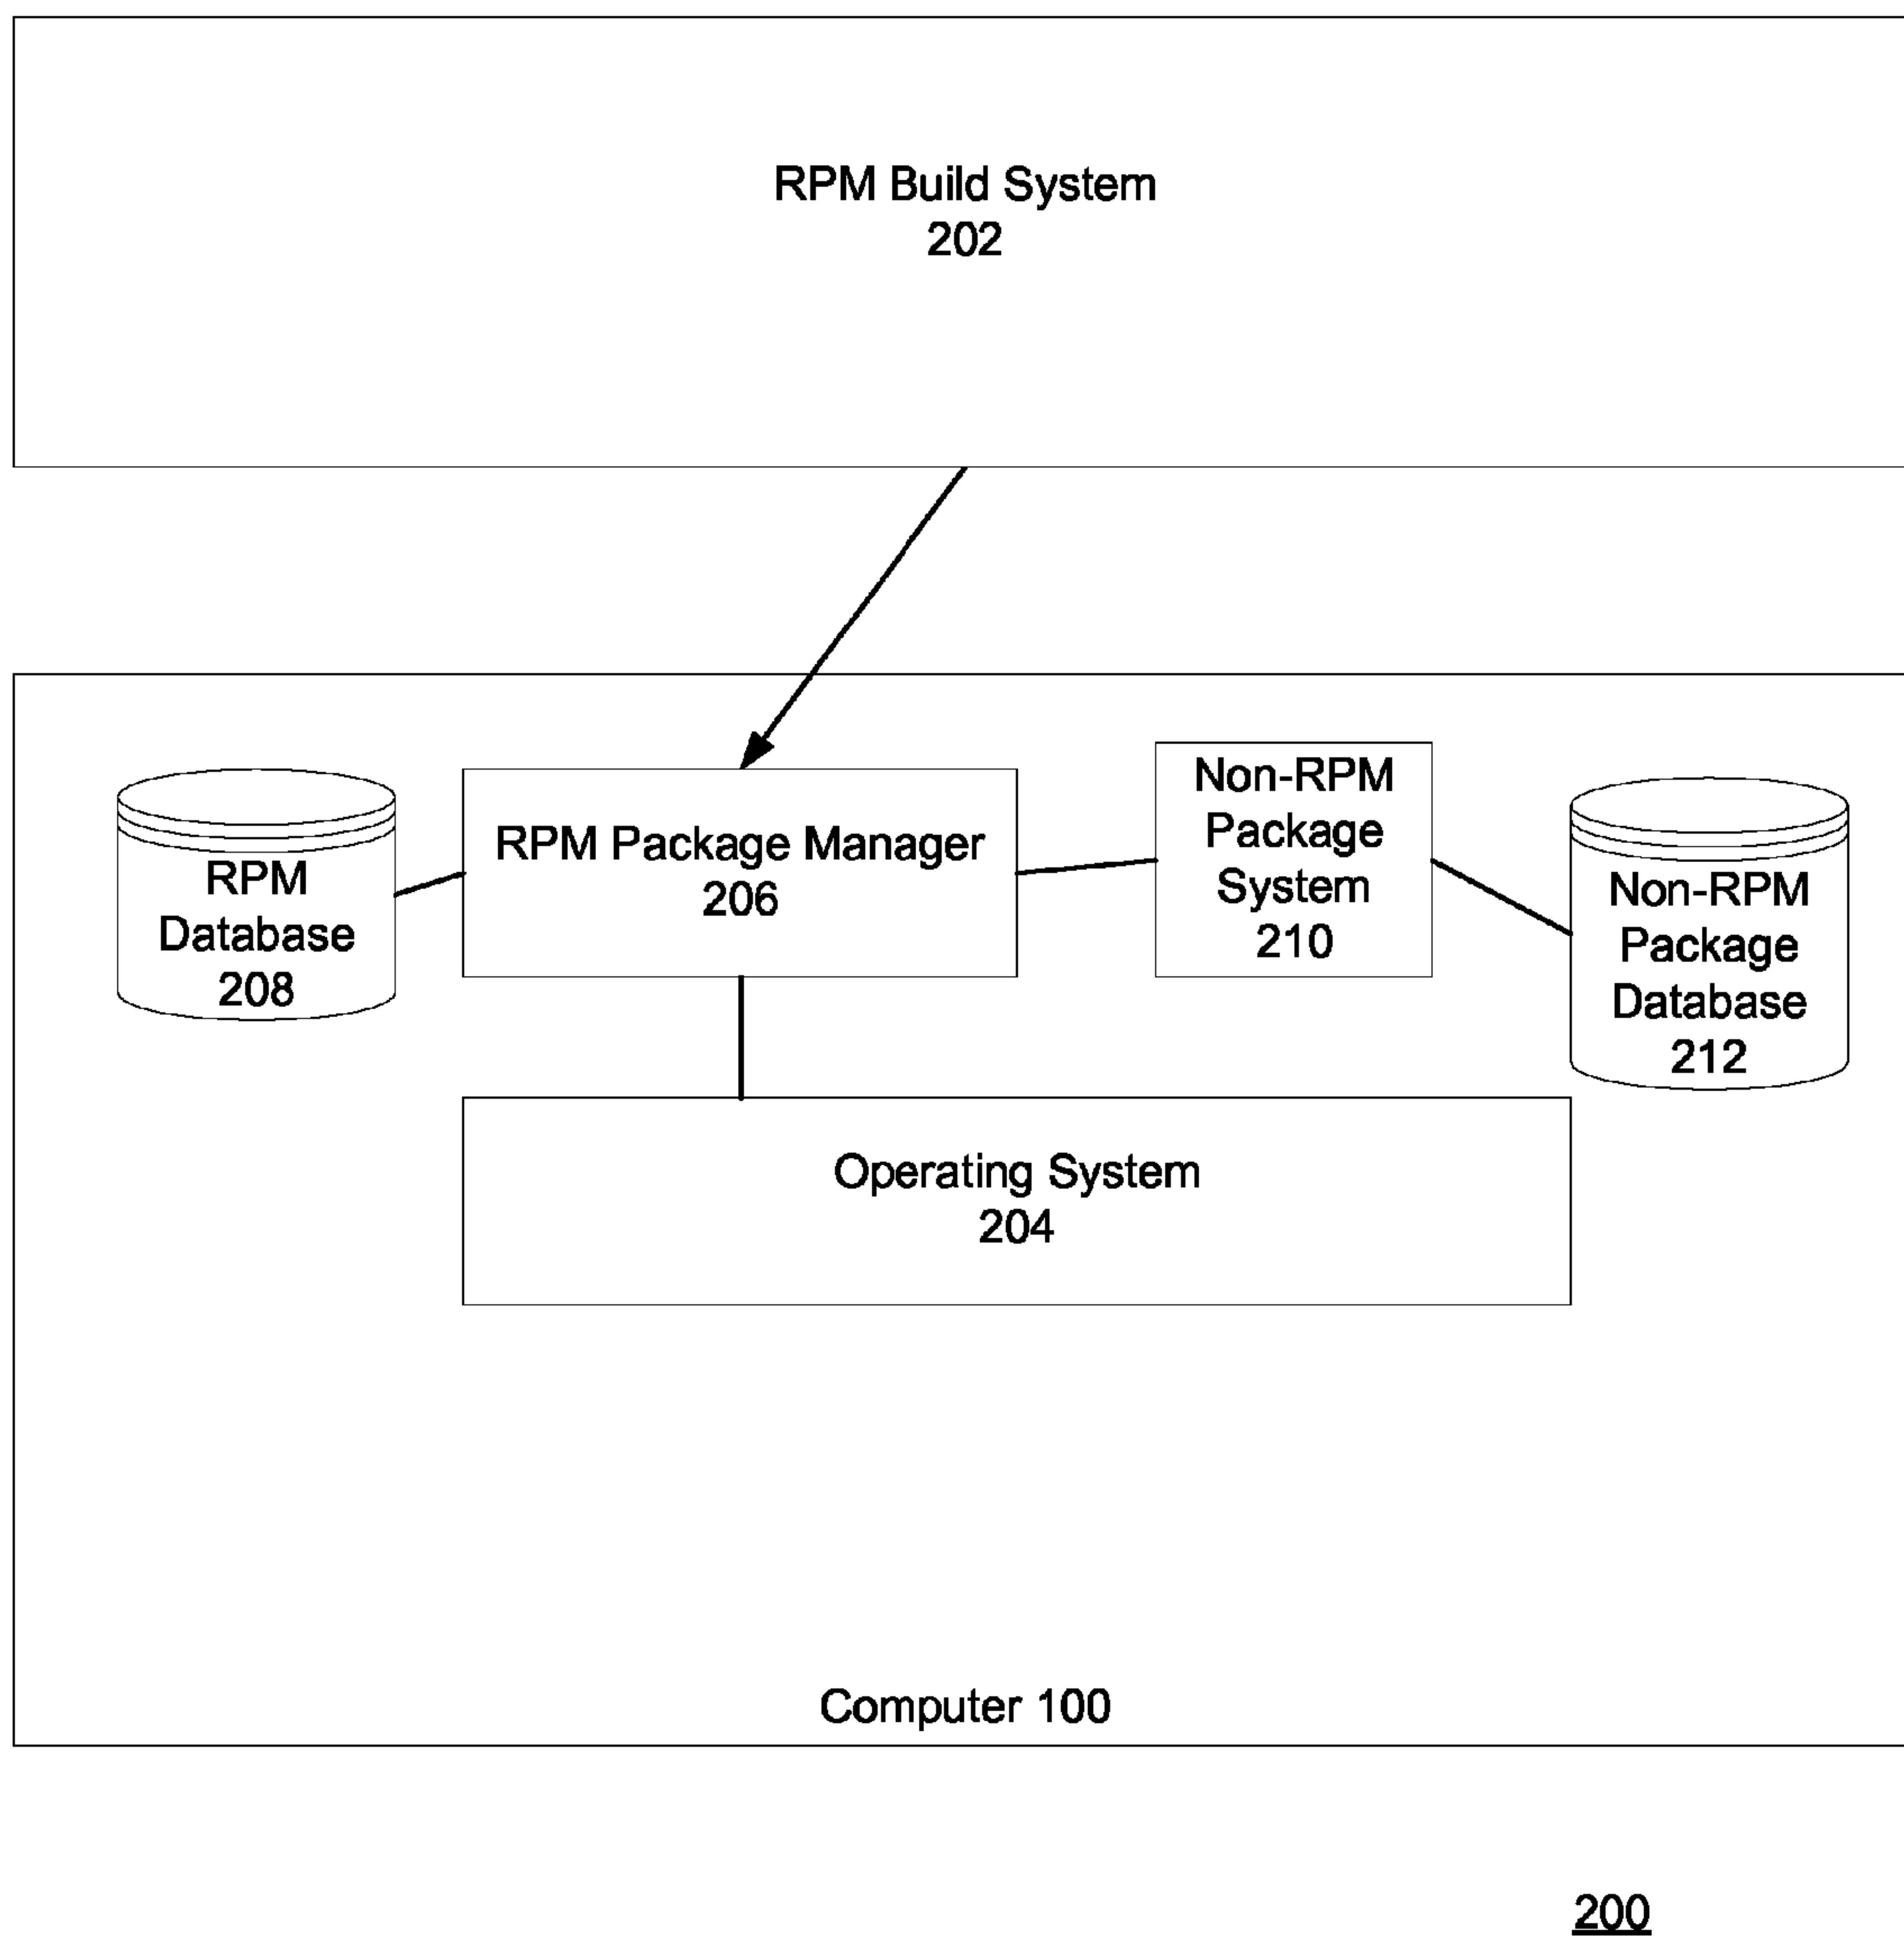 RPM Build System
202
RPM
Database
208
RPM Package Manager
206
Non-RPM
Package
System
210
Non-RPM
Package
Database
212
Operating System
204
Computer 100
200